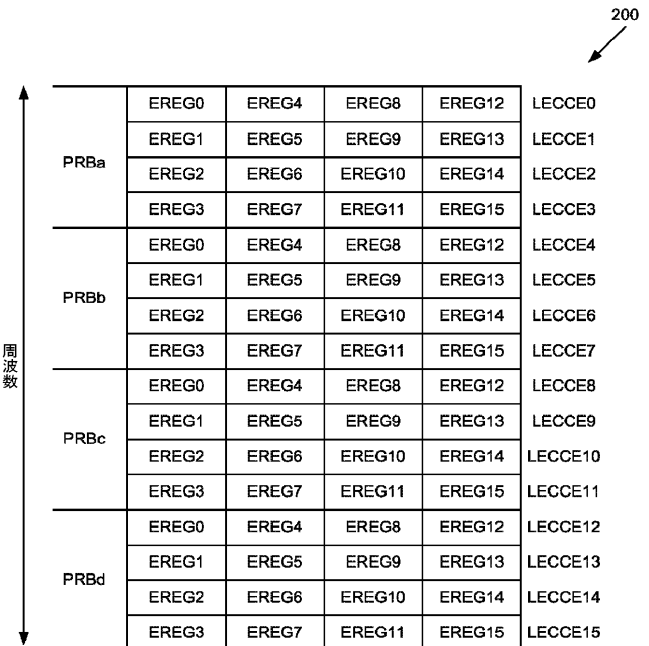 200
EREG0 EREG4 EREG8 EREG12 LECCE0
EREG1 EREG5 EREG9 EREG13 LECCE1
PRBa
EREG2 EREG6 EREG10 EREG14 LECCE2
EREG3 EREG7 EREG11 EREG15 LECCE3
EREG0 EREG4 EREG8 EREG12 LECCE4
EREG1 EREG5 EREG9 EREG13 LECCE5
PRBb
EREG2 EREG6 EREG10 EREG14 LECCE6
EREG3 EREG7 EREG11 EREG15 LECCE7
周波数
EREG0 EREG4 EREG8 EREG12 LECCE8
EREG1 EREG5 EREG9 EREG13 LECCE9
PRBc
EREG2 EREG6 EREG10 EREG14 LECCE10
EREG3 EREG7 EREG11 EREG15 LECCE11
EREG0 EREG4 EREG8 EREG12 LECCE12
EREG1 EREG5 EREG9 EREG13 LECCE13
PRBd
EREG2 EREG6 EREG10 EREG14 LECCE14
EREG3 EREG7 EREG11 EREG15 LECCE15